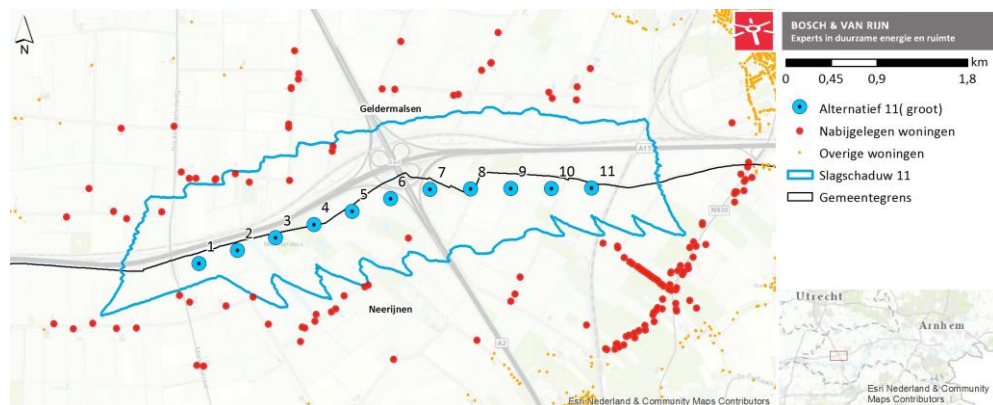 N
Geldermalsen
A15
N830
A2
Neerijnen
1
2
3
4
5
6
7
8
9
10
11
Esri Nederland & Community Maps Contributors
BOSCH & VAN RIJN
Experts in duurzame energie en ruimte
km
0 0,45 0,9 1,8
Alternatief 11( groot)
Nabijgelegen woningen
Overige woningen
Slagschaduw 11
Gemeentegrens
Utrecht
Arnhem
Esri Nederland & Community
Maps Contributors